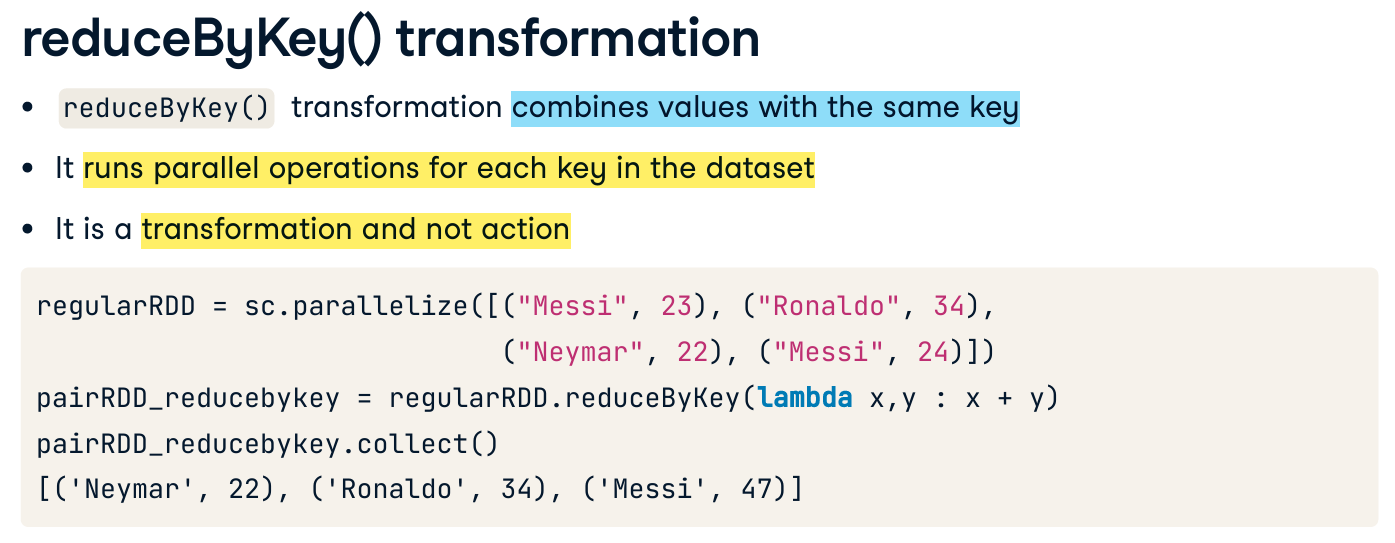 reduceByKey() transformation
• reduceByKey() transformation combines values with the same key
• It runs parallel operations for each key in the dataset
• It is a transformation and not action
regularRDD = sc.parallelize([("Messi", 23), ("Ronaldo", 34),
                             ("Neymar", 22), ("Messi", 24)])
pairRDD_reducebykey = regularRDD.reduceByKey(lambda x,y : x + y)
pairRDD_reducebykey.collect()
[('Neymar', 22), ('Ronaldo', 34), ('Messi', 47)]